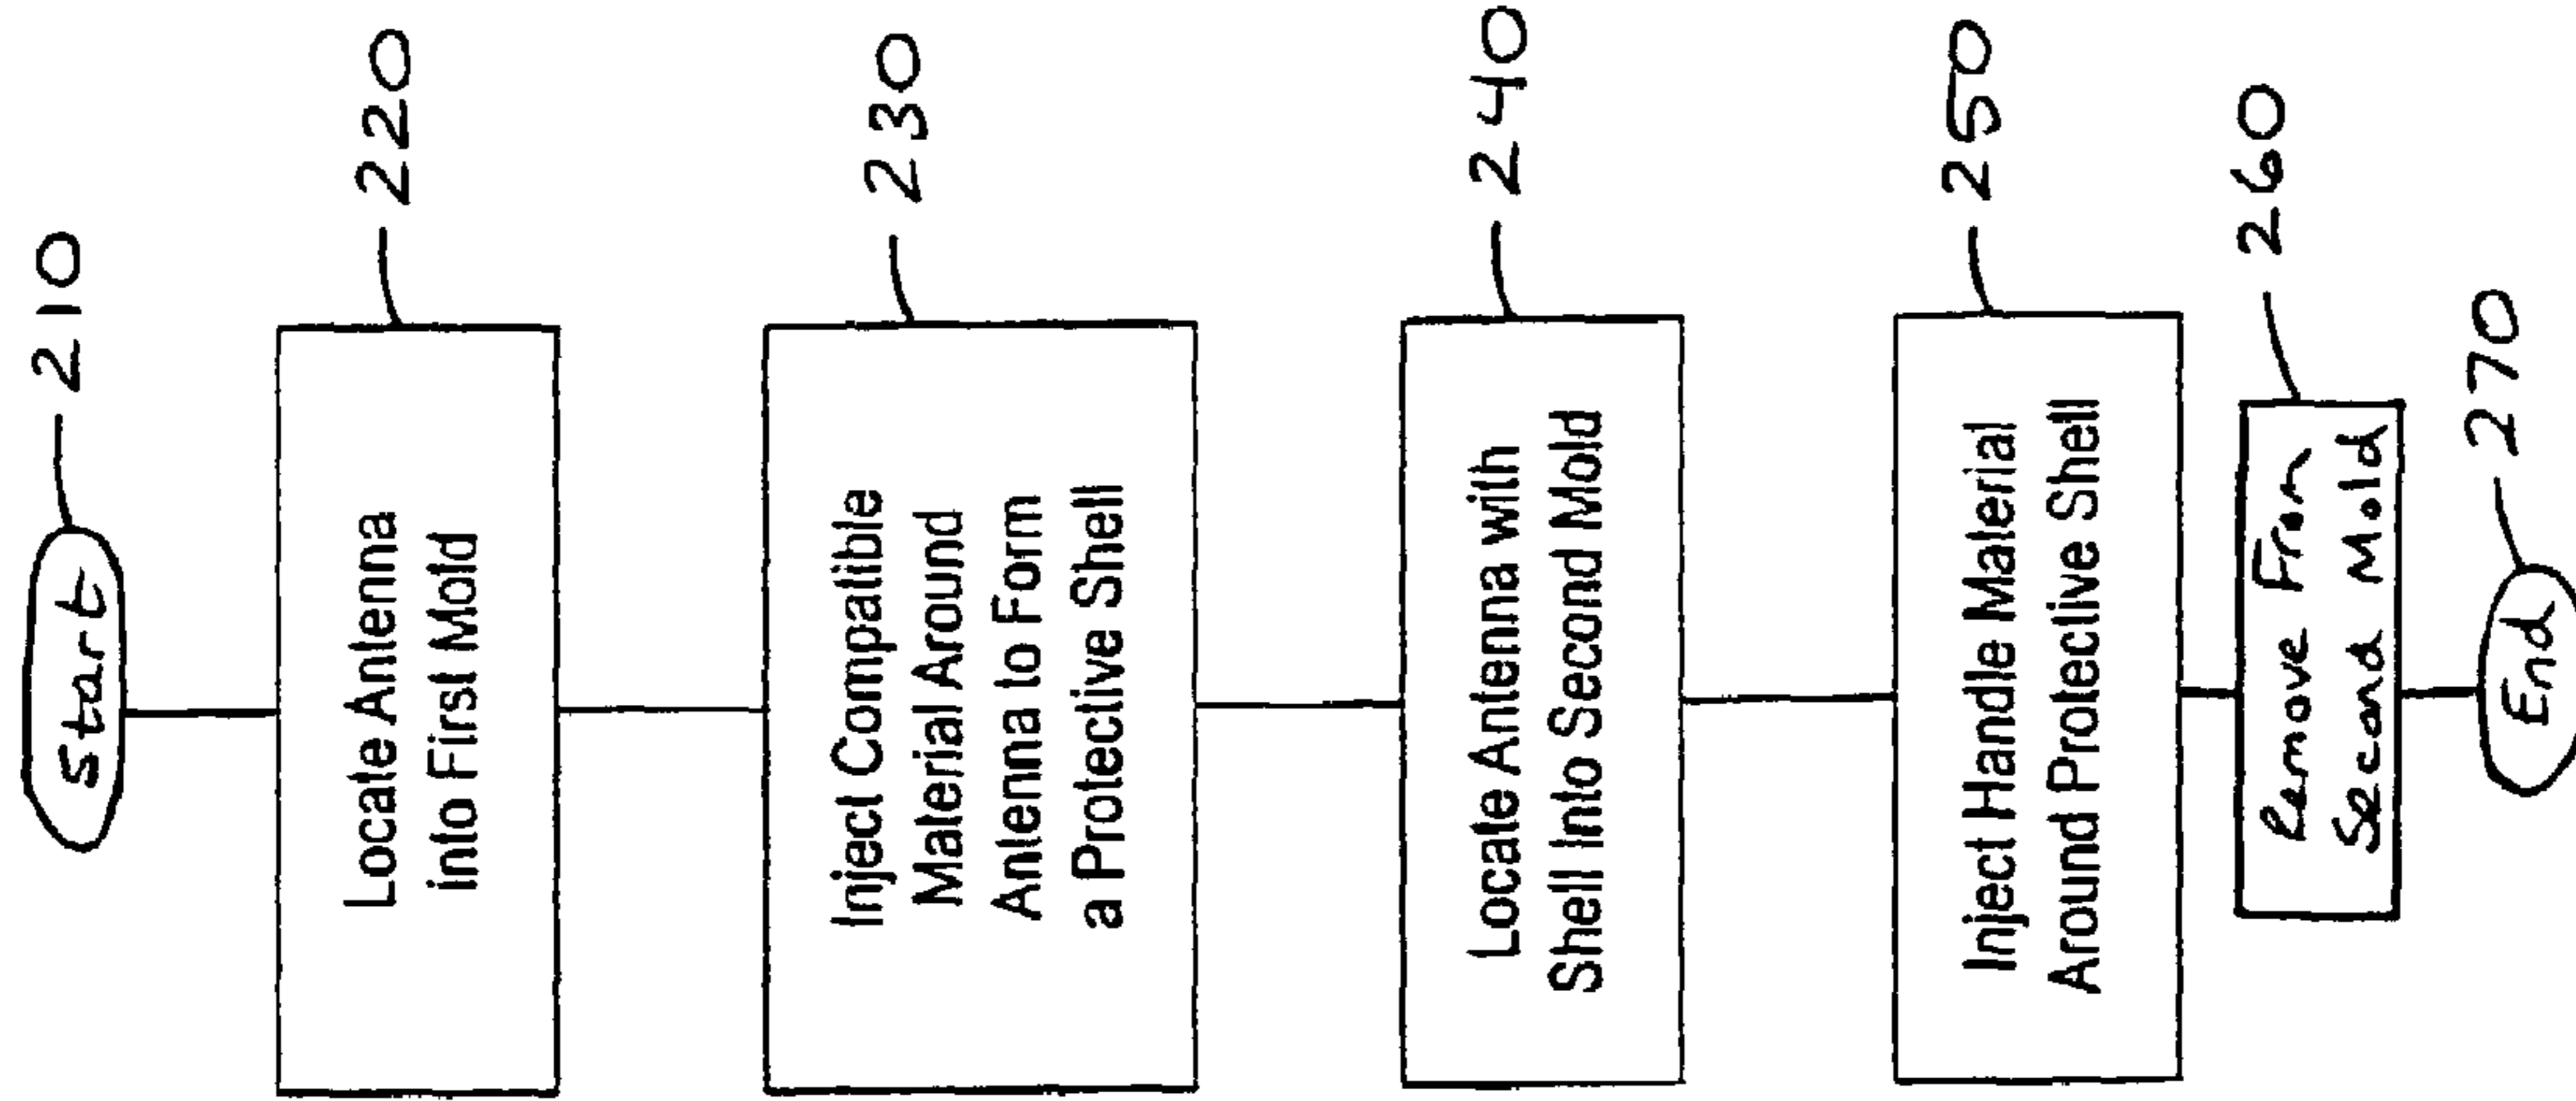 Start
210
Locate Antenna
into First Mold
220
Inject Compatible
Material Around
Antenna to Form
a Protective Shell
230
Locate Antenna with
Shell Into Second Mold
240
Inject Handle Material
Around Protective Shell
250
Remove From
Second Mold
260
End
270